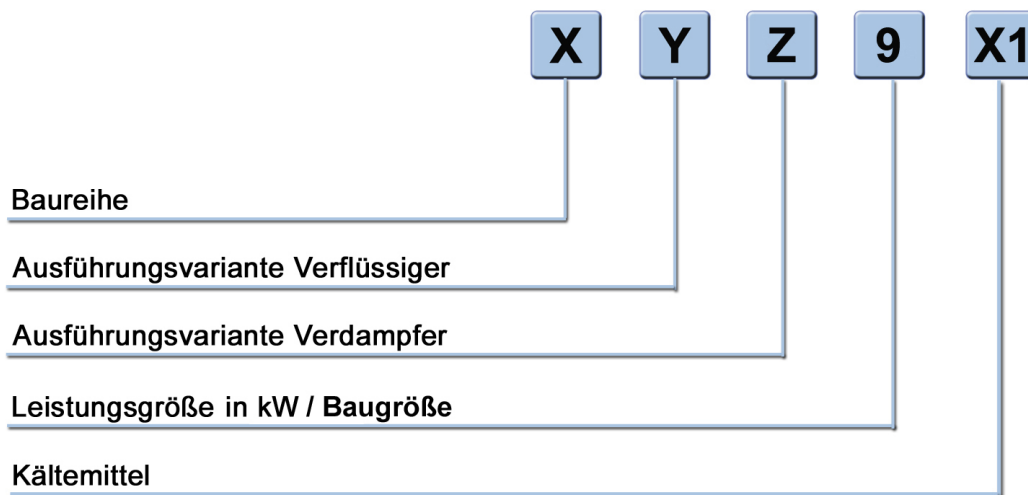 X Y Z 9 X1
Baureihe
Ausführungsvariante Verflüssiger
Ausführungsvariante Verdampfer
Leistungsgröße in kW / Baugröße
Kältemittel